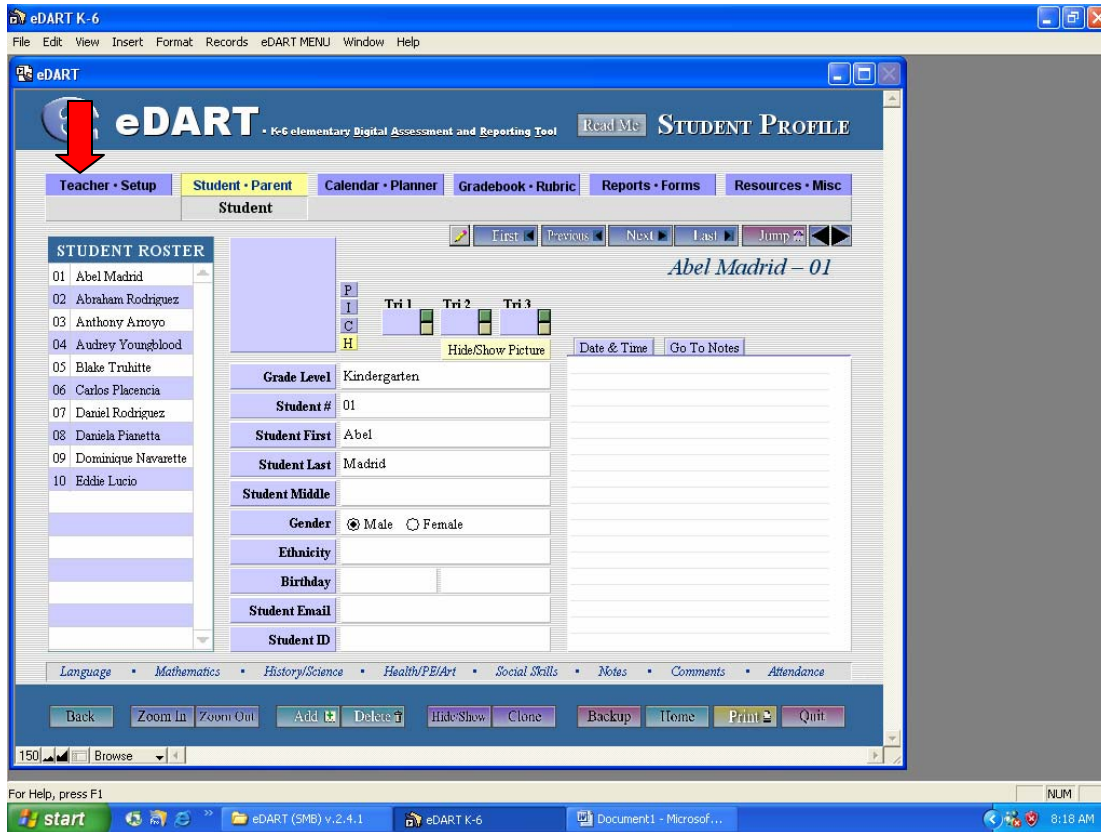 eDART K-6
File Edit View Insert Format Records eDART MENU Window Help
eDART
eDART • K-6 elementary Digital Assessment and Reporting Tool Read Me STUDENT PROFILE
Teacher • Setup Student • Parent Calendar • Planner Gradebook • Rubric Reports • Forms Resources • Misc
Student
First Previous Next Last Jump
STUDENT ROSTER
Abel Madrid – 01
01 Abel Madrid
02 Abraham Rodriguez
03 Anthony Arroyo
04 Audrey Youngblood
05 Blake Truhitte
06 Carlos Placencia
07 Daniel Rodriguez
08 Daniela Pianetta
09 Dominique Navarette
10 Eddie Lucio
P
I
C
H
Tri 1 Tri 2 Tri 3
Hide/Show Picture Date & Time Go To Notes
Grade Level Kindergarten
Student # 01
Student First Abel
Student Last Madrid
Student Middle
Gender Male Female
Ethnicity
Birthday
Student Email
Student ID
Language • Mathematics • History/Science • Health/PE/Art • Social Skills • Notes • Comments • Attendance
Back Zoom In Zoom Out Add Delete Hide/Show Clone Backup Home Print Quit
150 Browse
For Help, press F1 NUM
start eDART (SMB) v.2.4.1 eDART K-6 Document1 - Microsof... 8:18 AM